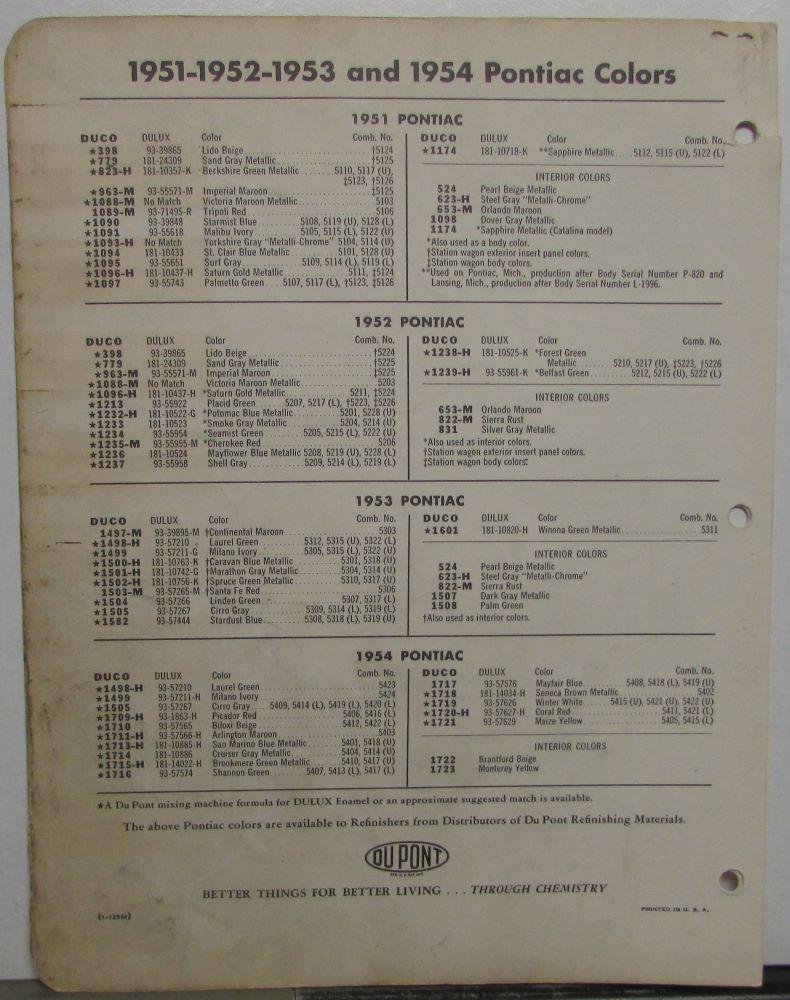 1951-1952-1953 and 1954 Pontiac Colors
1951 PONTIAC
DUCO DULUX Color Comb. No.
★398 93-39865 Lido Beige †5124
★779 181-24309 Sand Gray Metallic †5125
★823-H 181-10357-K *Berkshire Green Metallic 5110, 5117 (U),
‡5123, †5126
★963-M 93-55571-M Imperial Maroon ‡5125
★1088-M No Match Victoria Maroon Metallic 5103
1089-M 93-71495-R Tripoli Red 5106
★1090 93-39848 Starmist Blue 5108, 5119 (U), 5128 (L)
★1091 93-55618 Malibu Ivory 5105, 5115 (L), 5122 (U)
★1093-H No Match Yorkshire Gray "Metalli-Chrome" 5104, 5114 (U)
★1094 181-10433 St. Clair Blue Metallic 5101, 5128 (U)
★1095 93-55651 Surf Gray 5109, 5114 (L), 5119 (L)
★1096-H 181-10437-H Saturn Gold Metallic 5111, ‡5124
★1097 93-55743 Palmetto Green 5107, 5117 (L), †5123, ‡5126
DUCO DULUX Color Comb. No.
★1174 181-10718-K **Sapphire Metallic 5112, 5115 (U), 5122 (L)
INTERIOR COLORS
524 Pearl Beige Metallic
623-H Steel Gray "Metalli-Chrome"
653-M Orlando Maroon
1098 Dover Gray Metallic
1174 *Sapphire Metallic (Catalina model)
*Also used as a body color.
†Station wagon exterior insert panel colors.
‡Station wagon body colors.
**Used on Pontiac, Mich., production after Body Serial Number P-820 and
Lansing, Mich., production after Body Serial Number L-1996.
1952 PONTIAC
DUCO DULUX Color Comb. No.
★398 93-39865 Lido Beige †5224
★779 181-24309 Sand Gray Metallic †5225
★963-M 93-55571-M Imperial Maroon ‡5225
★1088-M No Match Victoria Maroon Metallic 5203
★1096-H 181-10437-H *Saturn Gold Metallic 5211, ‡5224
★1213 93-55922 Placid Green 5207, 5217 (L), †5223, ‡5226
★1232-H 181-10522-G *Potomac Blue Metallic 5201, 5228 (U)
★1233 181-10523 *Smoke Gray Metallic 5204, 5214 (U)
★1234 93-55954 *Seamist Green 5205, 5215 (L), 5222 (U)
★1235-M 93-55955-M *Cherokee Red 5206
★1236 181-10524 Mayflower Blue Metallic 5208, 5219 (U), 5228 (L)
★1237 93-55958 Shell Gray 5209, 5214 (L), 5219 (L)
DUCO DULUX Color Comb. No.
★1238-H 181-10525-K *Forest Green
Metallic 5210, 5217 (U), ‡5223, †5226
★1239-H 93-55961-K *Belfast Green 5212, 5215 (U), 5222 (L)
INTERIOR COLORS
653-M Orlando Maroon
822-M Sierra Rust
831 Silver Gray Metallic
*Also used as interior colors.
†Station wagon exterior insert panel colors.
‡Station wagon body colors.
1953 PONTIAC
DUCO DULUX Color Comb. No.
1497-M 93-39895-M †Continental Maroon 5303
★1498-H 93-57210 Laurel Green 5312, 5315 (U), 5322 (L)
★1499 93-57211-G Milano Ivory 5305, 5315 (L), 5322 (U)
★1500-H 181-10763-K †Caravan Blue Metallic 5301, 5318 (U)
★1501-H 181-10742-G †Marathon Gray Metallic 5304, 5314 (U)
★1502-H 181-10756-K †Spruce Green Metallic 5310, 5317 (U)
1503-M 93-57265-M †Santa Fe Red 5306
★1504 93-57266 Linden Green 5307, 5317 (L)
★1505 93-57267 Cirro Gray 5309, 5314 (L), 5319 (L)
★1582 93-57444 Stardust Blue 5308, 5318 (L), 5319 (U)
DUCO DULUX Color Comb. No.
★1601 181-10820-H Winona Green Metallic 5311
INTERIOR COLORS
524 Pearl Beige Metallic
623-H Steel Gray "Metalli-Chrome"
822-M Sierra Rust
1507 Dark Gray Metallic
1508 Palm Green
†Also used as interior colors.
1954 PONTIAC
DUCO DULUX Color Comb. No.
★1498-H 93-57210 Laurel Green 5423
★1499 93-57211-H Milano Ivory 5424
★1505 93-57267 Cirro Gray 5409, 5414 (L), 5419 (L), 5420 (L)
★1709-H 93-1863-H Picador Red 5406, 5416 (L)
★1710 93-57565 Biloxi Beige 5412, 5422 (L)
★1711-H 93-57566-H Arlington Maroon 5403
★1713-H 181-10885-H San Marino Blue Metallic 5401, 5418 (U)
★1714 181-10886 Cruiser Gray Metallic 5404, 5414 (U)
★1715-H 181-14022-H Brookmere Green Metallic 5410, 5417 (U)
★1716 93-57574 Shannon Green 5407, 5413 (L), 5417 (L)
DUCO DULUX Color Comb. No.
1717 93-57576 Mayfair Blue 5408, 5418 (L), 5419 (U)
★1718 181-14034-H Seneca Brown Metallic 5402
★1719 93-57626 Winter White 5415 (U), 5421 (U), 5422 (U)
★1720-H 93-57627-H Coral Red 5411, 5421 (L)
★1721 93-57629 Maize Yellow 5405, 5415 (L)
INTERIOR COLORS
1722 Brantford Beige
1723 Monterey Yellow
★A Du Pont mixing machine formula for DULUX Enamel or an approximate suggested match is available.
The above Pontiac colors are available to Refinishers from Distributors of Du Pont Refinishing Materials.
DU PONT
REG. U. S. PAT. OFF.
BETTER THINGS FOR BETTER LIVING ... THROUGH CHEMISTRY
PRINTED IN U. S. A.